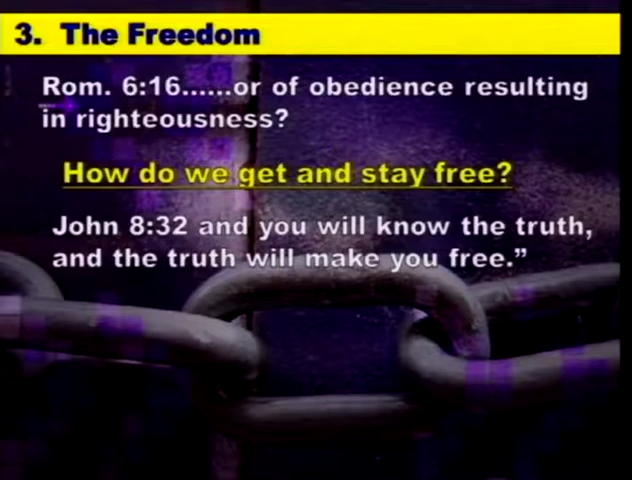 3. The Freedom
Rom. 6:16......or of obedience resulting
in righteousness?
How do we get and stay free?
John 8:32 and you will know the truth,
and the truth will make you free.”